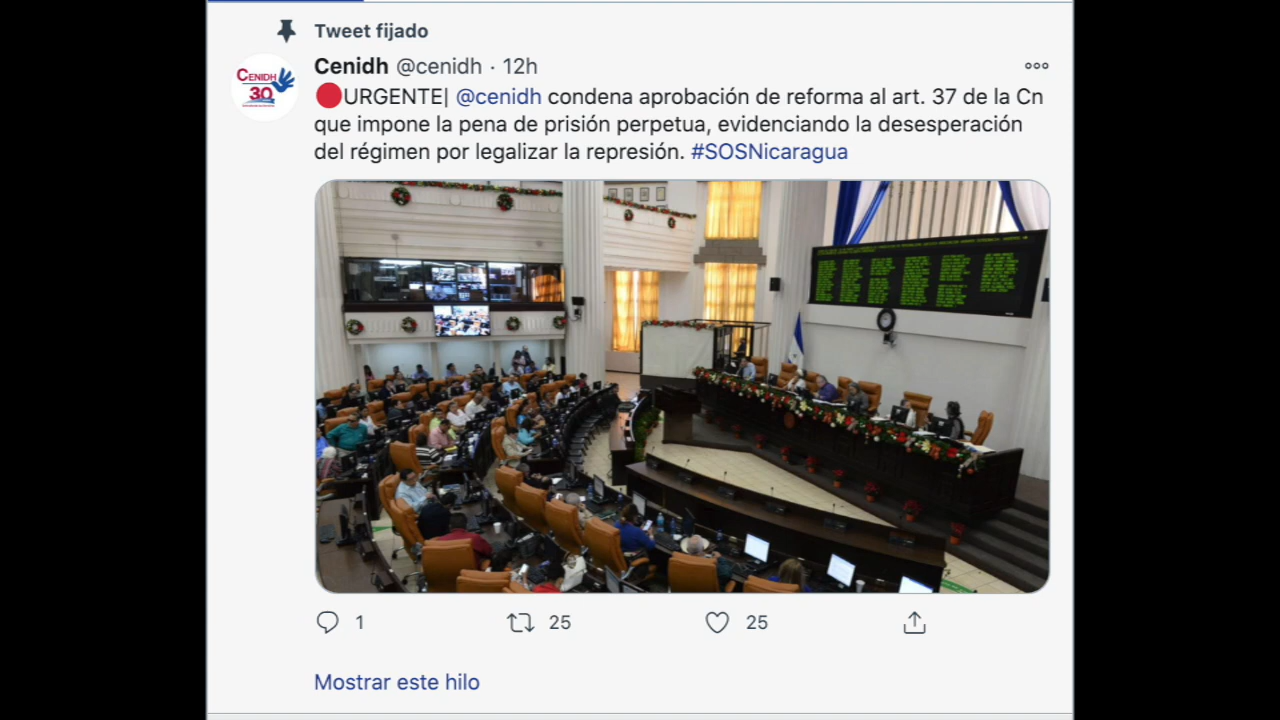 Tweet fijado
CENIDH
30
Cenidh @cenidh · 12h
🔴URGENTE| @cenidh condena aprobación de reforma al art. 37 de la Cn
que impone la pena de prisión perpetua, evidenciando la desesperación
del régimen por legalizar la represión. #SOSNicaragua
1
25
25
Mostrar este hilo